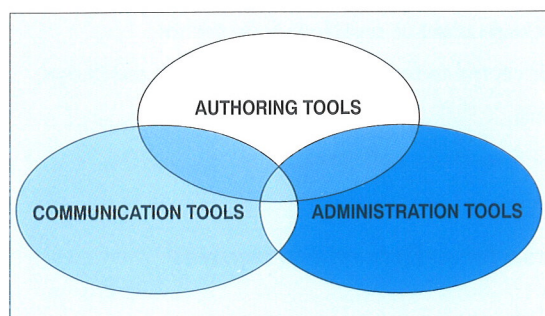 AUTHORING TOOLS
COMMUNICATION TOOLS
ADMINISTRATION TOOLS